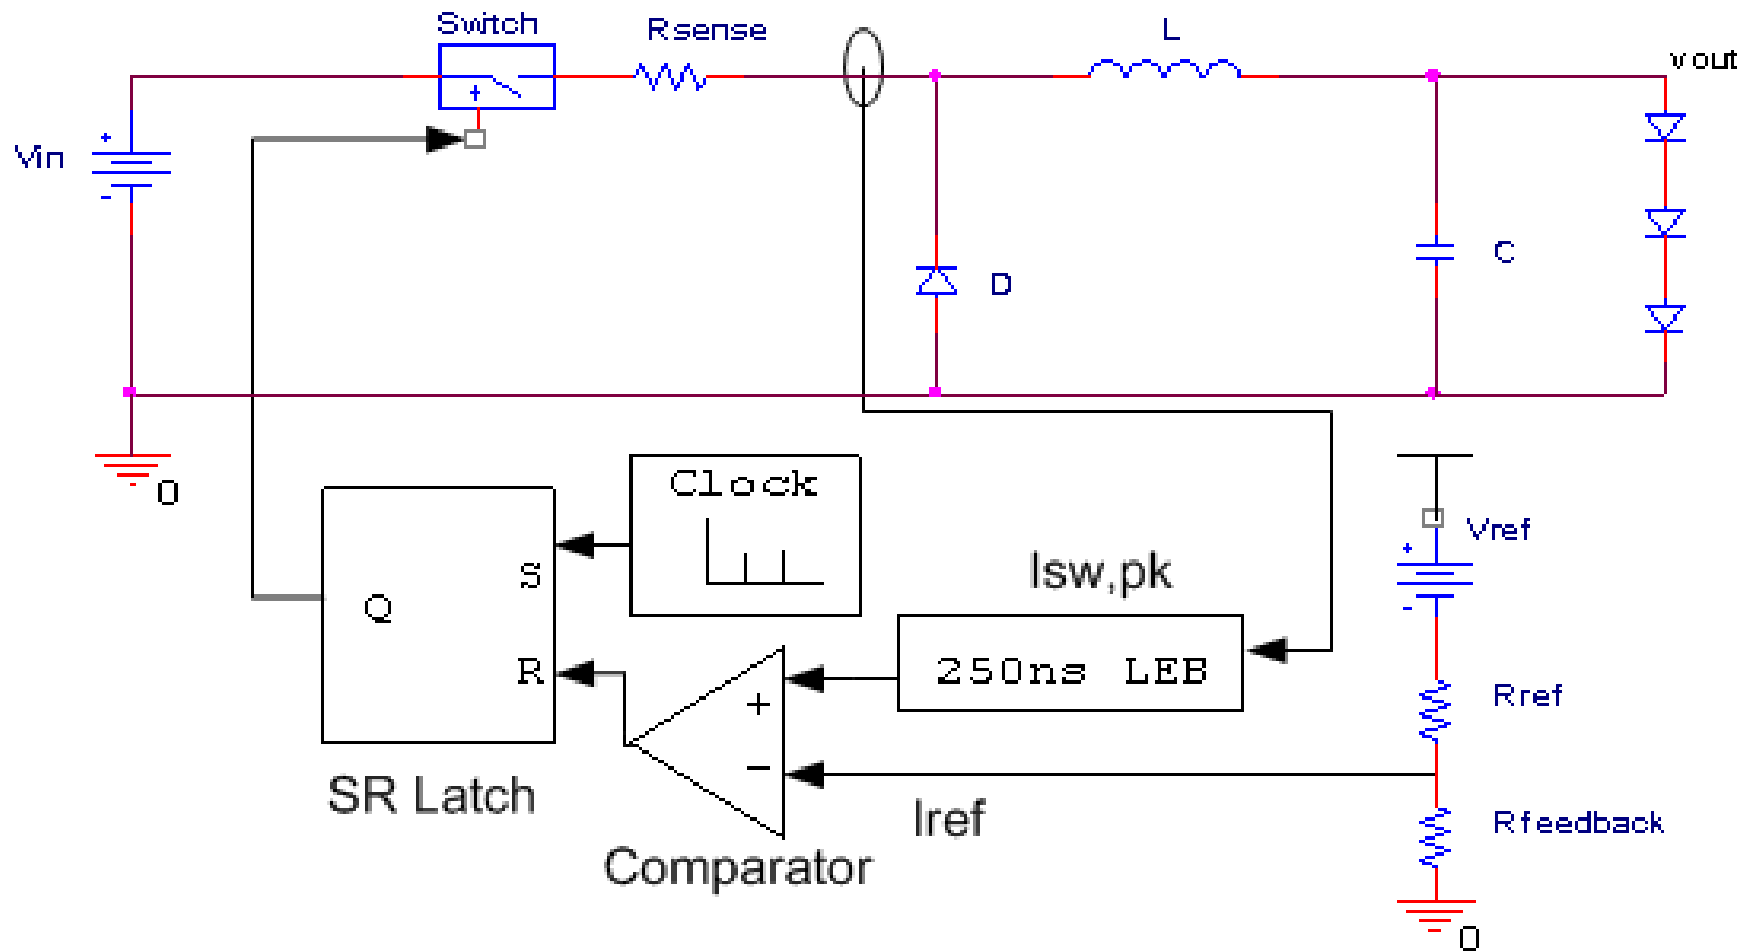 Switch
Rsense
L
vout
+
+
Vin
-
D
C
0
Clock
Vref
S
Isw,pk
+
-
Q
R
250ns LEB
Rref
+
-
SR Latch
Iref
Rfeedback
Comparator
0